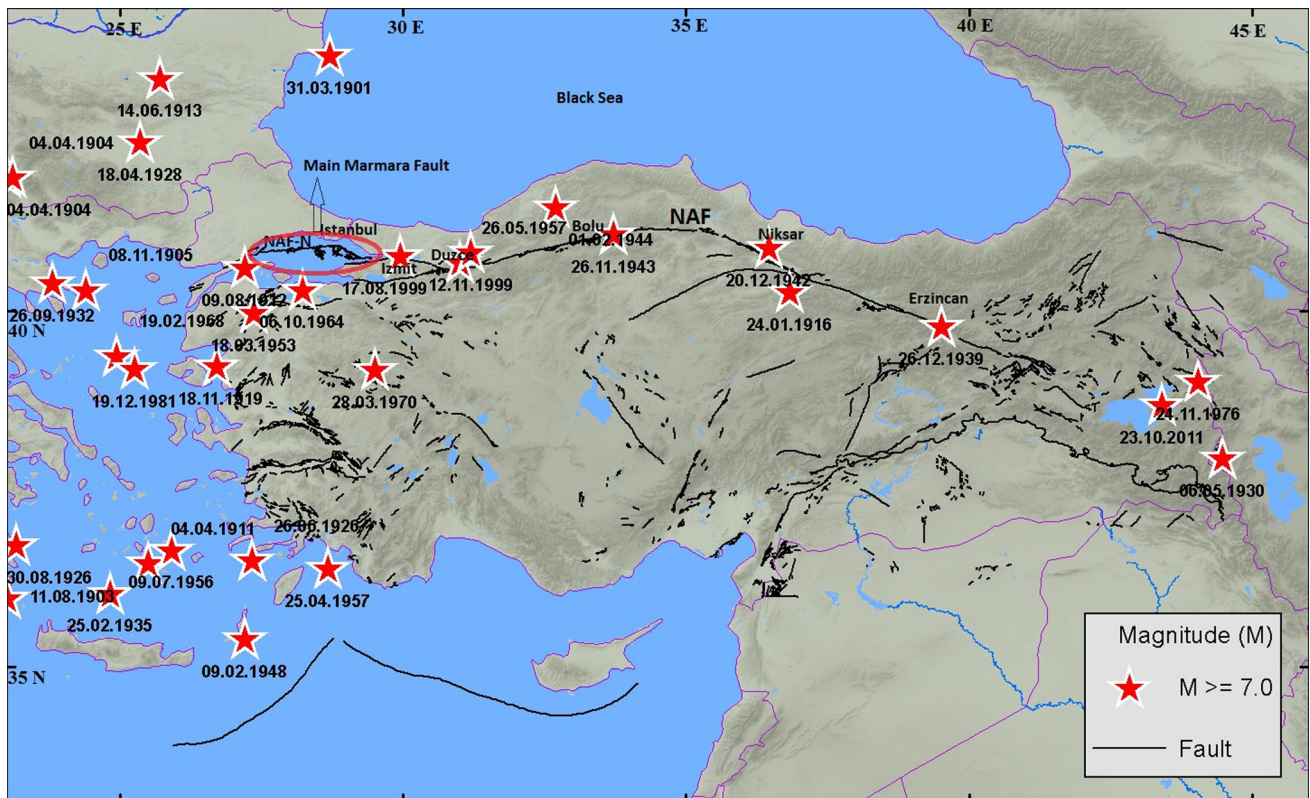 25 E
30 E
35 E
40 E
45 E
31.03.1901
Black Sea
14.06.1913
04.04.1904
18.04.1928
Main Marmara Fault
04.04.1904
26.05.1957
NAF
Bolu
Istanbul
01.02.1944
Niksar
NAF-N
08.11.1905
Duzce
Izmit
26.11.1943
20.12.1942
17.08.1999
12.11.1999
09.08.1912
Erzincan
26.09.1932
19.02.1968
06.10.1964
24.01.1916
40 N
18.03.1953
26.12.1939
19.12.1981
18.11.1919
28.03.1970
24.11.1976
23.10.2011
06.05.1930
04.04.1911
26.06.1926
30.08.1926
09.07.1956
11.08.1903
25.04.1957
25.02.1935
09.02.1948
35 N
Magnitude (M)
M >= 7.0
Fault